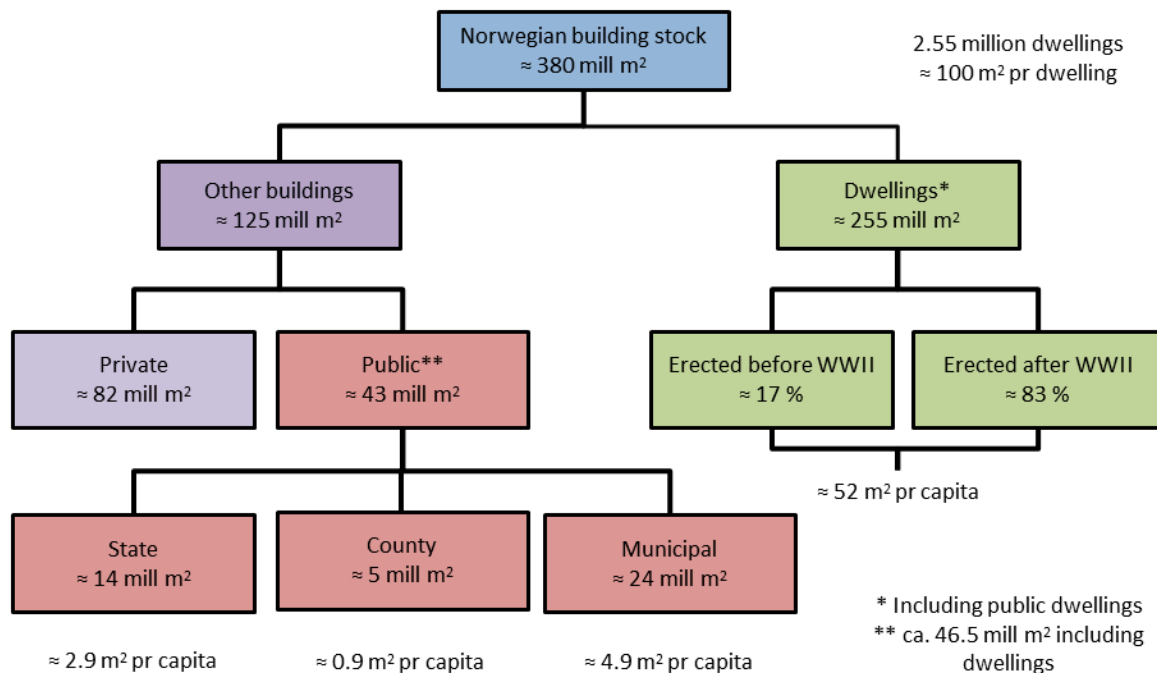 Norwegian building stock
≈ 380 mill m²
2.55 million dwellings
≈ 100 m² pr dwelling
Other buildings
≈ 125 mill m²
Dwellings*
≈ 255 mill m²
Private
≈ 82 mill m²
Public**
≈ 43 mill m²
Erected before WWII
≈ 17 %
Erected after WWII
≈ 83 %
≈ 52 m² pr capita
State
≈ 14 mill m²
County
≈ 5 mill m²
Municipal
≈ 24 mill m²
≈ 2.9 m² pr capita
≈ 0.9 m² pr capita
≈ 4.9 m² pr capita
* Including public dwellings
** ca. 46.5 mill m² including
dwellings